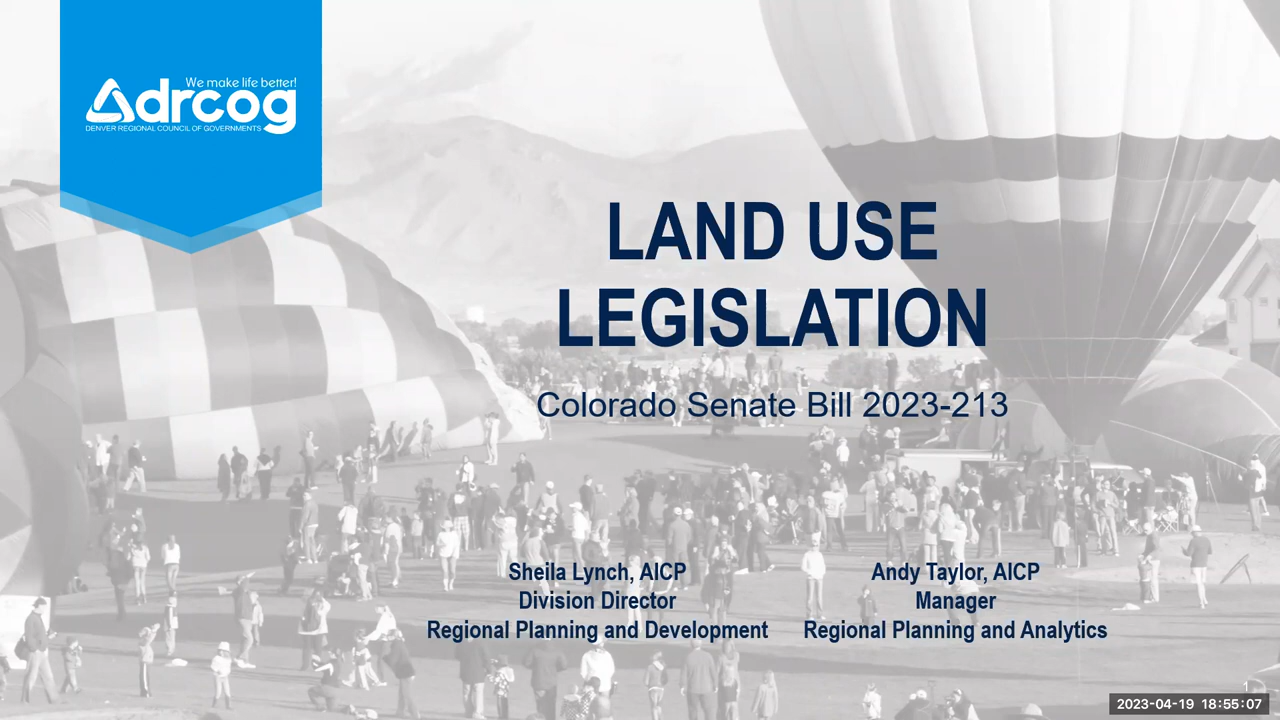 We make life better!
drcog
DENVER REGIONAL COUNCIL OF GOVERNMENTS
LAND USE
LEGISLATION
Colorado Senate Bill 2023-213
Sheila Lynch, AICP
Division Director
Regional Planning and Development
Andy Taylor, AICP
Manager
Regional Planning and Analytics
2023-04-19 18:55:07